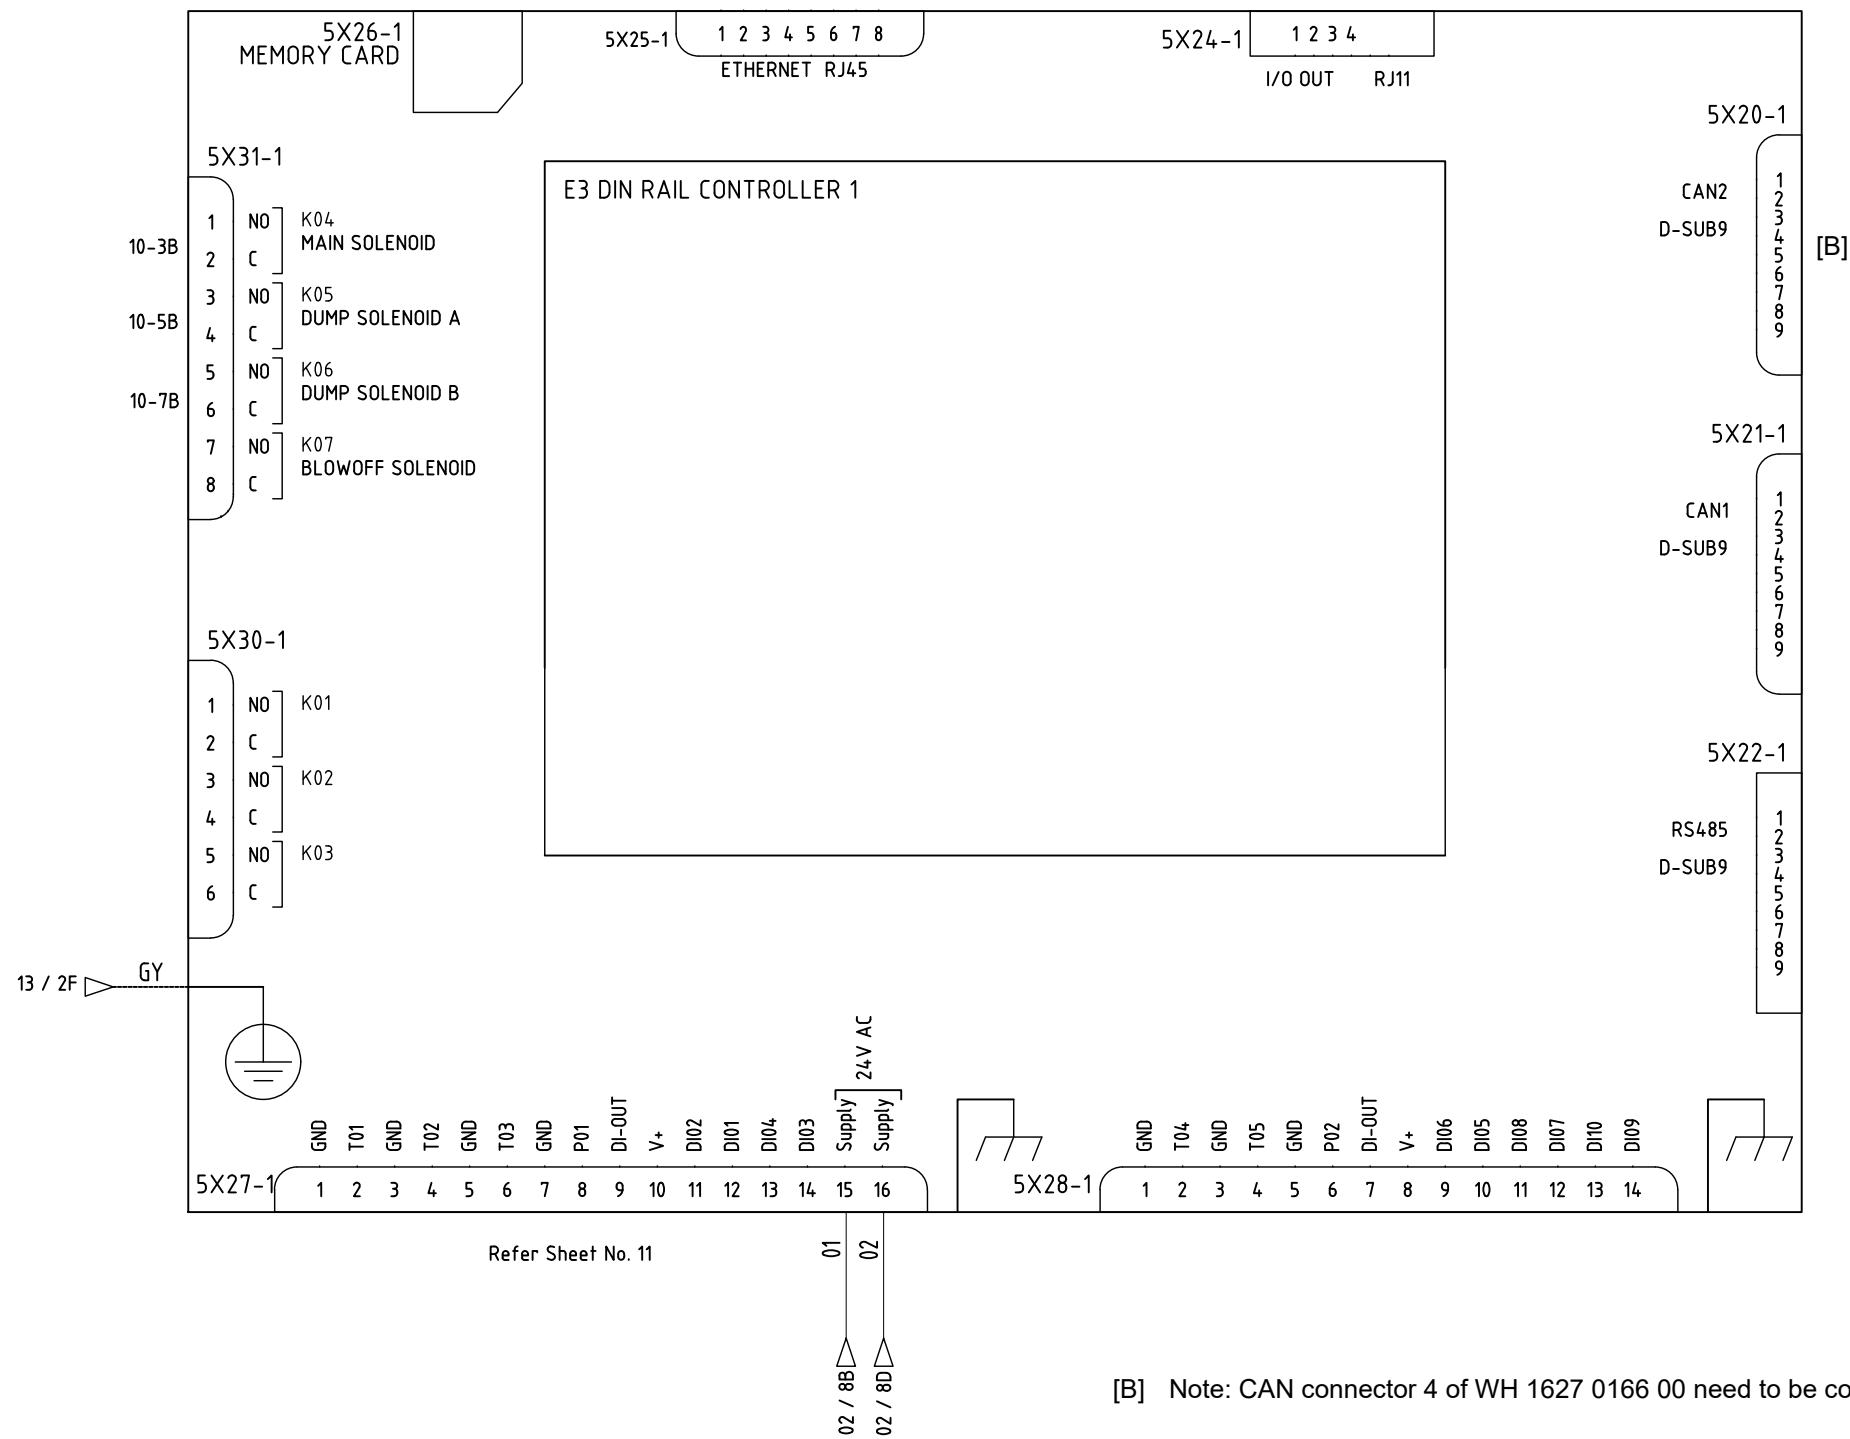 5X26-1
MEMORY CARD
5X25-1
1 2 3 4 5 6 7 8
ETHERNET RJ45
5X24-1
1 2 3 4
I/O OUT RJ11
5X20-1
CAN2
D-SUB9
1
2
3
4
5
6
7
8
9
[B]
5X31-1
E3 DIN RAIL CONTROLLER 1
1 NO K04
MAIN SOLENOID
10-3B
2 C
3 NO K05
DUMP SOLENOID A
10-5B
4 C
5 NO K06
DUMP SOLENOID B
10-7B
6 C
7 NO K07
BLOWOFF SOLENOID
8 C
5X21-1
CAN1
D-SUB9
1
2
3
4
5
6
7
8
9
5X30-1
1 NO K01
2 C
3 NO K02
4 C
5 NO K03
6 C
5X22-1
RS485
D-SUB9
1
2
3
4
5
6
7
8
9
13 / 2F
GY
24V AC
GND T01 GND T02 GND T03 GND P01 DI-OUT V+ DI02 DI01 DI04 DI03 Supply Supply
5X27-1
1 2 3 4 5 6 7 8 9 10 11 12 13 14 15 16
GND T04 GND T05 GND P02 DI-OUT V+ DI06 DI05 DI08 DI07 DI10 DI09
5X28-1
1 2 3 4 5 6 7 8 9 10 11 12 13 14
Refer Sheet No. 11
01
02
02 / 8B
02 / 8D
[B] Note: CAN connector 4 of WH 1627 0166 00 need to be co